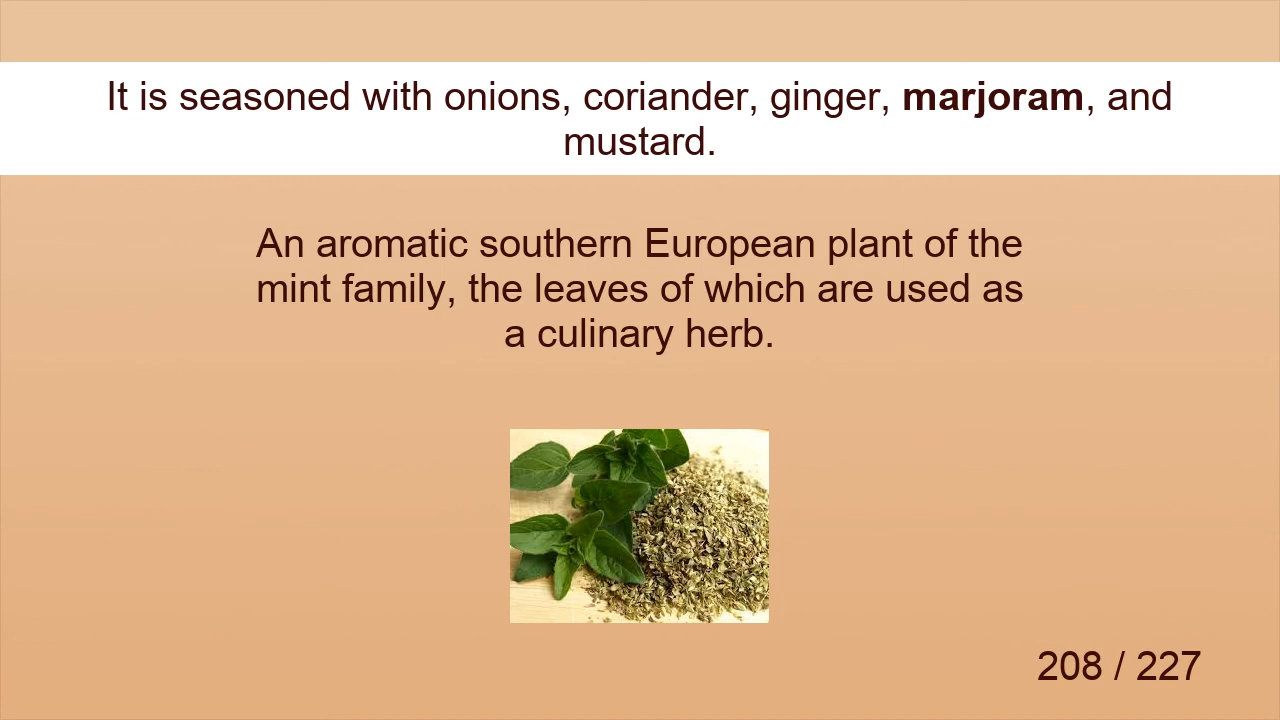 It is seasoned with onions, coriander, ginger, marjoram, and
mustard.
An aromatic southern European plant of the
mint family, the leaves of which are used as
a culinary herb.
208 / 227